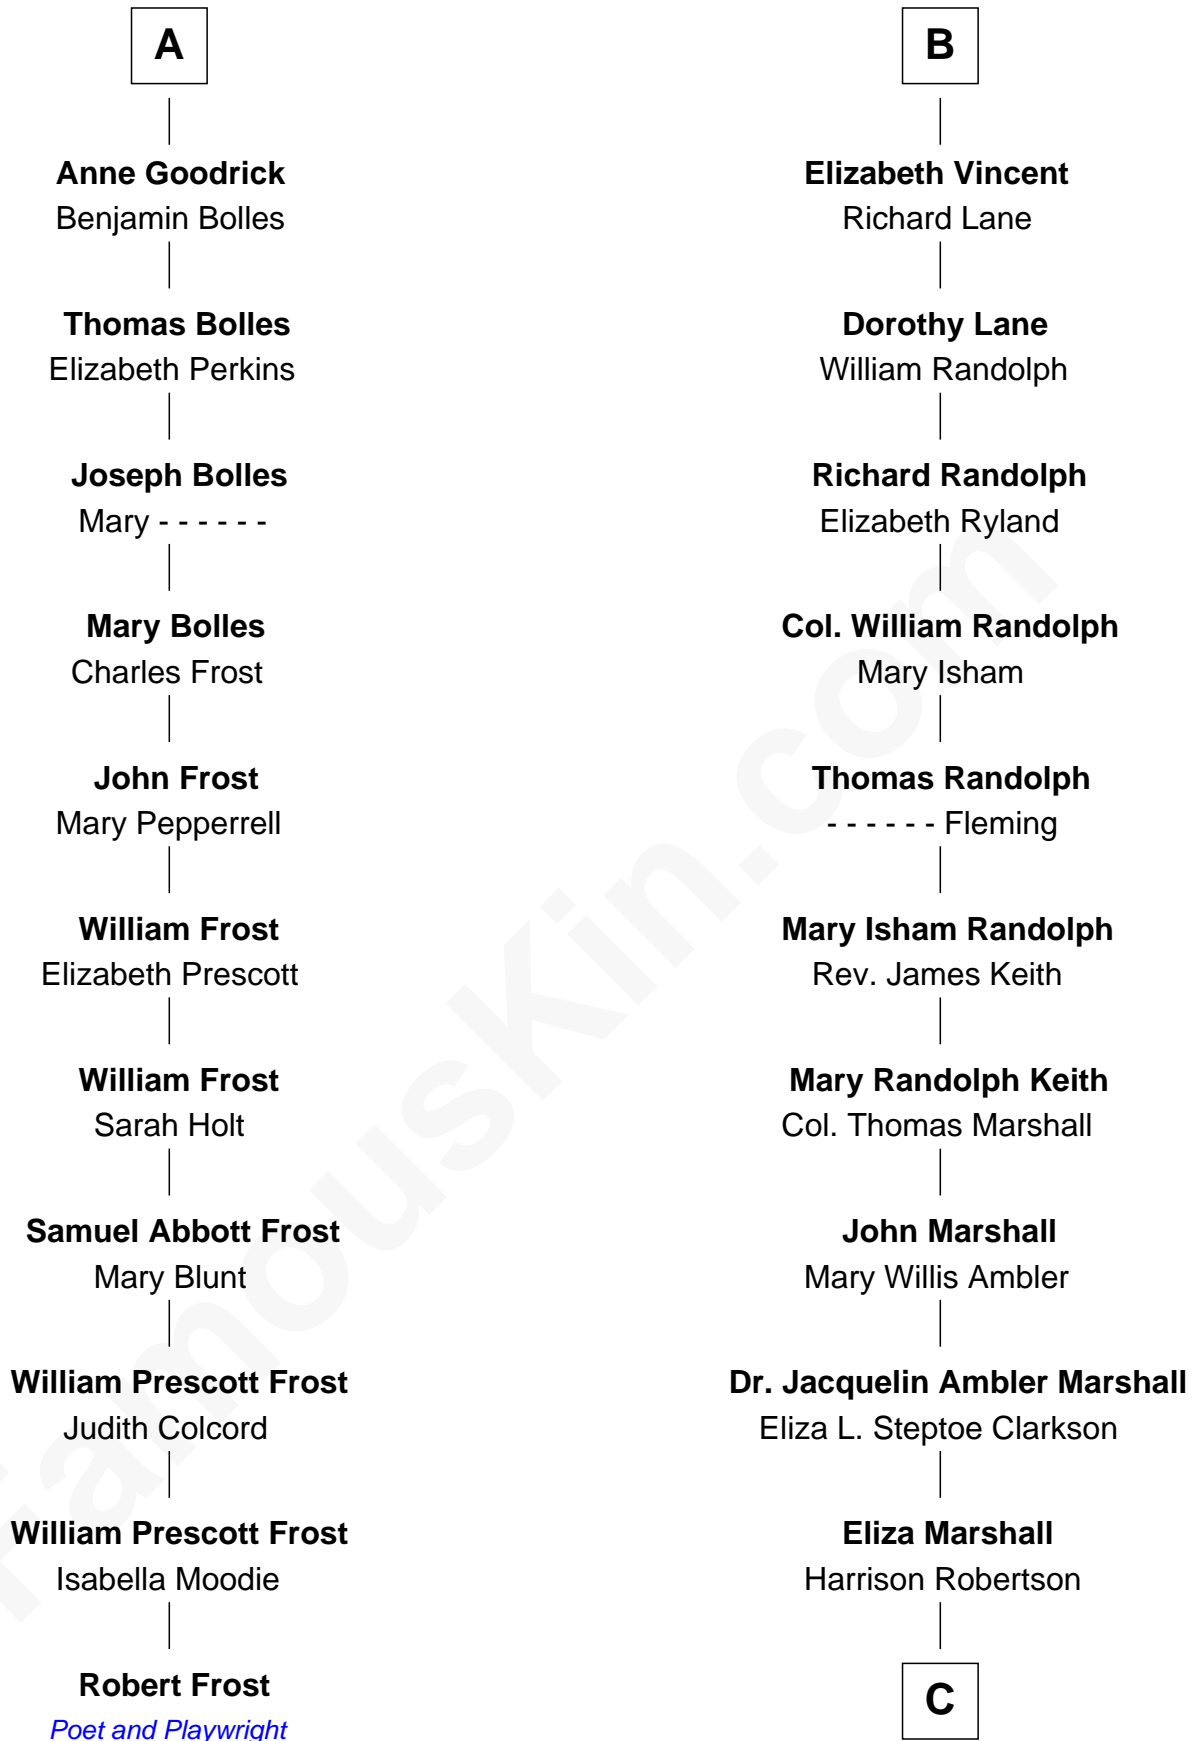 A
Anne Goodrick
Benjamin Bolles
Thomas Bolles
Elizabeth Perkins
Joseph Bolles
Mary - - - - - -
Mary Bolles
Charles Frost
John Frost
Mary Pepperrell
William Frost
Elizabeth Prescott
William Frost
Sarah Holt
Samuel Abbott Frost
Mary Blunt
William Prescott Frost
Judith Colcord
William Prescott Frost
Isabella Moodie
Robert Frost
Poet and Playwright
B
Elizabeth Vincent
Richard Lane
Dorothy Lane
William Randolph
Richard Randolph
Elizabeth Ryland
Col. William Randolph
Mary Isham
Thomas Randolph
- - - - - - Fleming
Mary Isham Randolph
Rev. James Keith
Mary Randolph Keith
Col. Thomas Marshall
John Marshall
Mary Willis Ambler
Dr. Jacquelin Ambler Marshall
Eliza L. Steptoe Clarkson
Eliza Marshall
Harrison Robertson
C
FamousKin.com